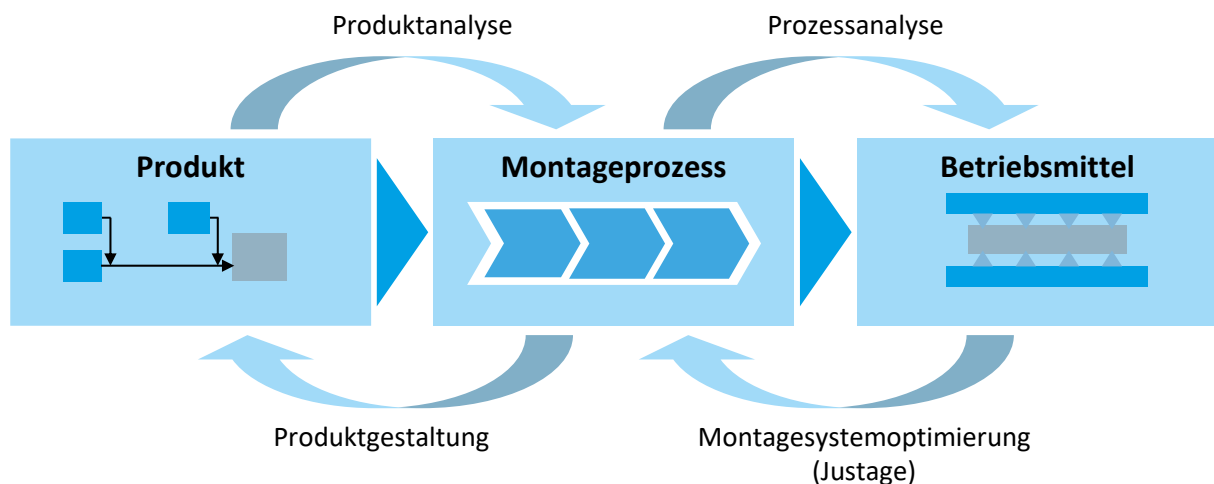 Produktanalyse
Prozessanalyse
Produkt
Montageprozess
Betriebsmittel
Produktgestaltung
Montagesystemoptimierung
(Justage)